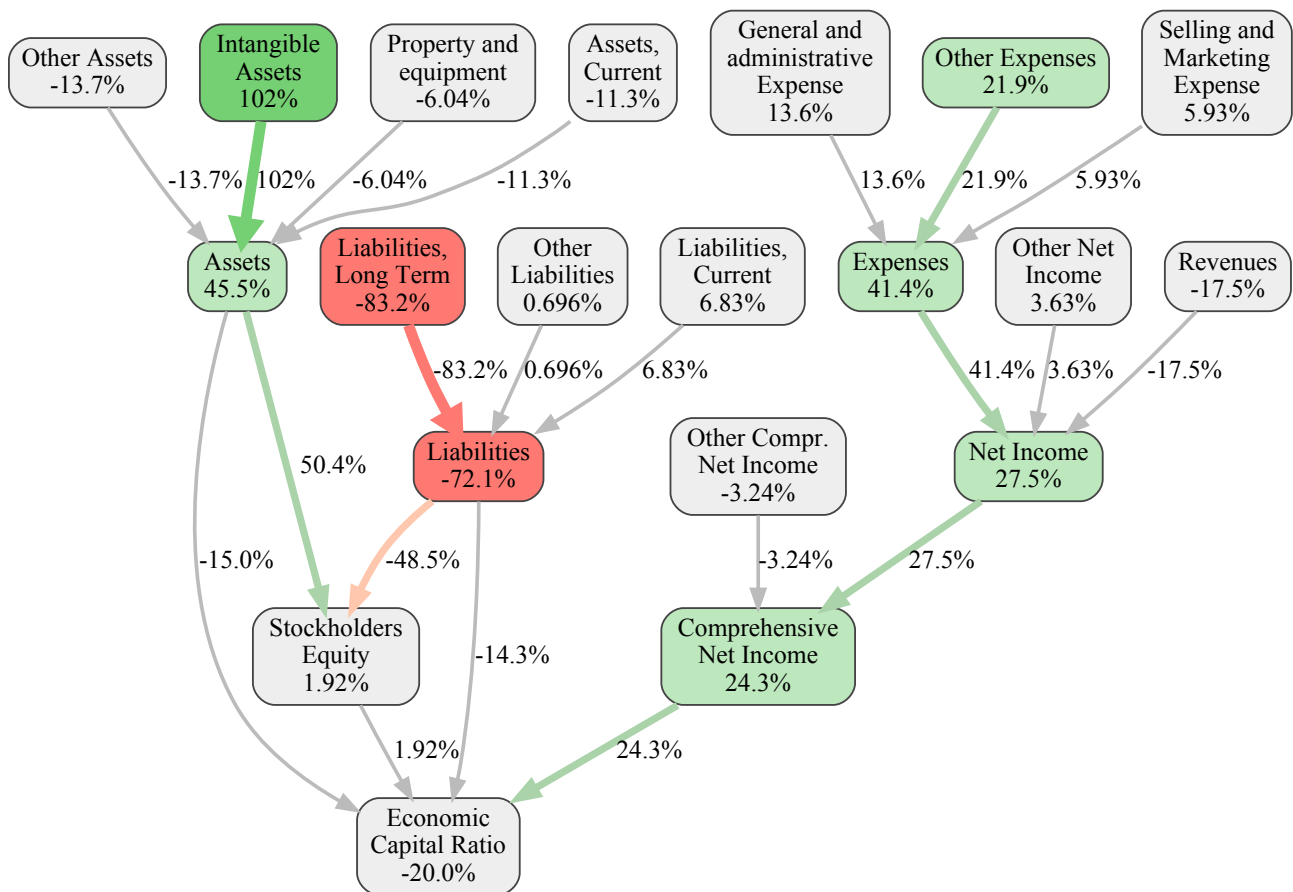 Other Assets
-13.7%
Intangible
Assets
102%
Property and
equipment
-6.04%
Assets,
Current
-11.3%
General and
administrative
Expense
13.6%
Other Expenses
21.9%
Selling and
Marketing
Expense
5.93%
-13.7%
102%
-6.04%
-11.3%
13.6%
21.9%
5.93%
Assets
45.5%
Liabilities,
Long Term
-83.2%
Other
Liabilities
0.696%
Liabilities,
Current
6.83%
Expenses
41.4%
Other Net
Income
3.63%
Revenues
-17.5%
-83.2%
0.696%
6.83%
41.4%
3.63%
-17.5%
50.4%
Liabilities
-72.1%
Other Compr.
Net Income
-3.24%
Net Income
27.5%
-15.0%
-48.5%
-3.24%
27.5%
Stockholders
Equity
1.92%
-14.3%
Comprehensive
Net Income
24.3%
1.92%
24.3%
Economic
Capital Ratio
-20.0%